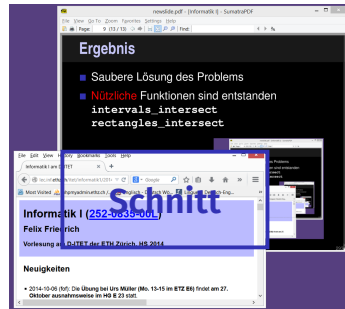 newslide.pdf - [Informatik I] - SumatraPDF
File View Go To Zoom Favorites Settings Help
Page: 9 (13 / 13) Find:
Ergebnis
Saubere Lösung des Problems
Nützliche Funktionen sind entstanden
intervals_intersect
rectangles_intersect
File Edit View History Bookmarks Tools Help
Informatik I am D-ITET
Google
Most Visited
Schnitt
Informatik I (252-0835-00L)
Felix Friedrich
Vorlesung am D-ITET der ETH Zürich, HS 2014
Neuigkeiten
2014-10-06 (fof): Die Übung bei Urs Müller (Mo. 13-15 im ETZ E6) findet am 27.
Oktober ausnahmsweise im HG E 23 statt.